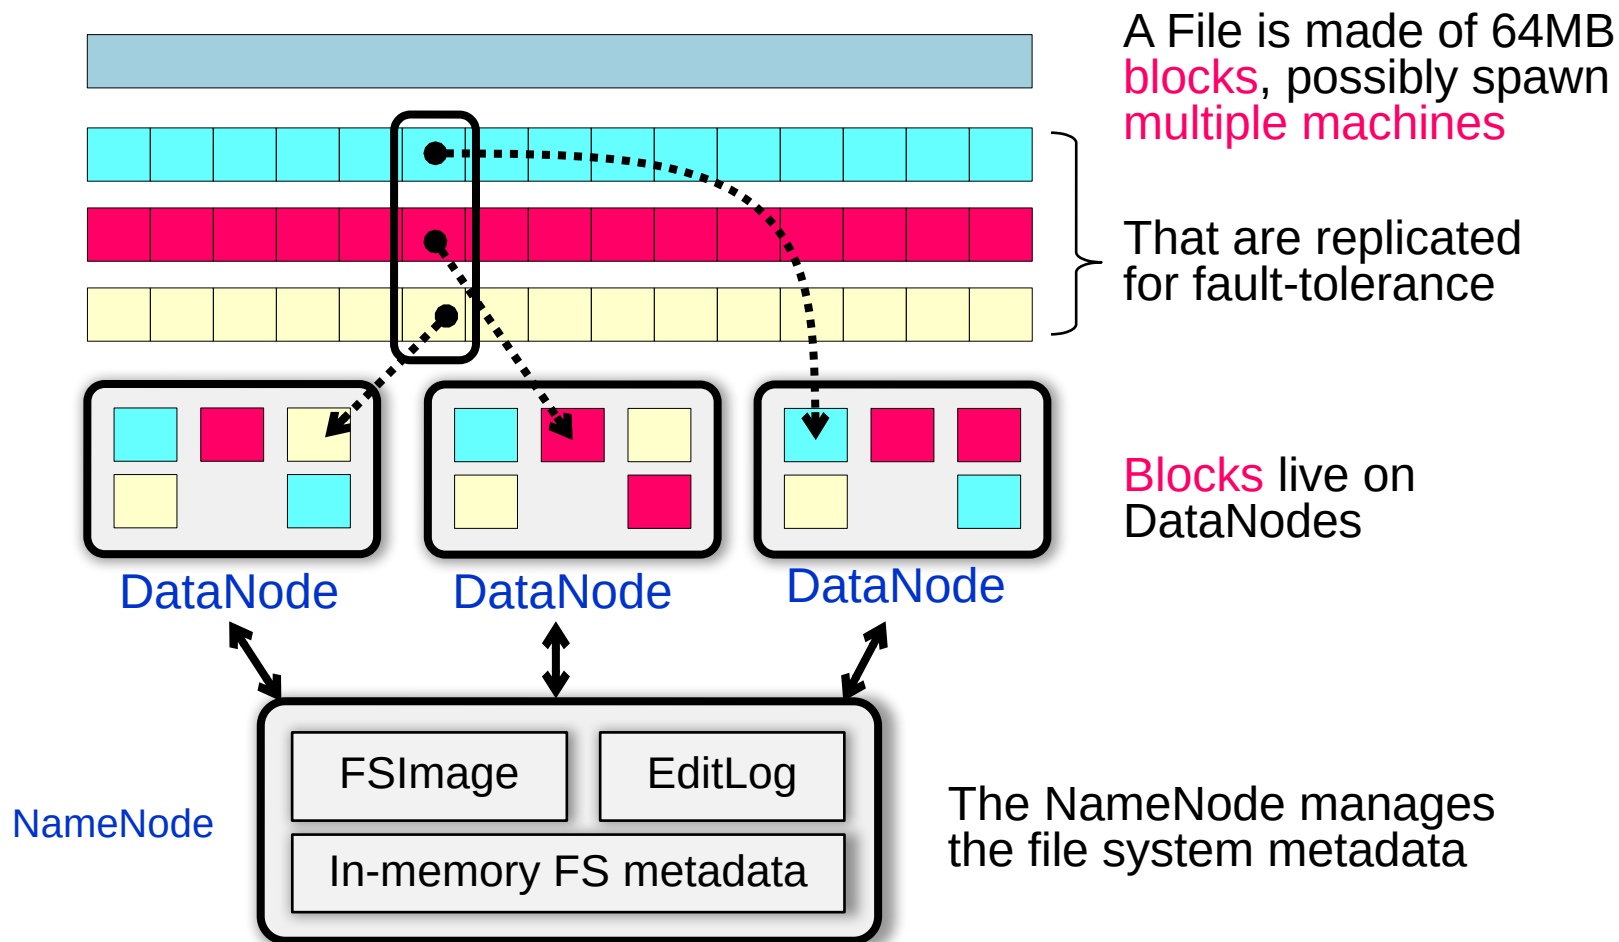 A File is made of 64MB
blocks, possibly spawn
multiple machines
That are replicated
for fault-tolerance
Blocks live on
DataNodes
DataNode
DataNode
DataNode
FSImage
EditLog
NameNode
In-memory FS metadata
The NameNode manages
the file system metadata